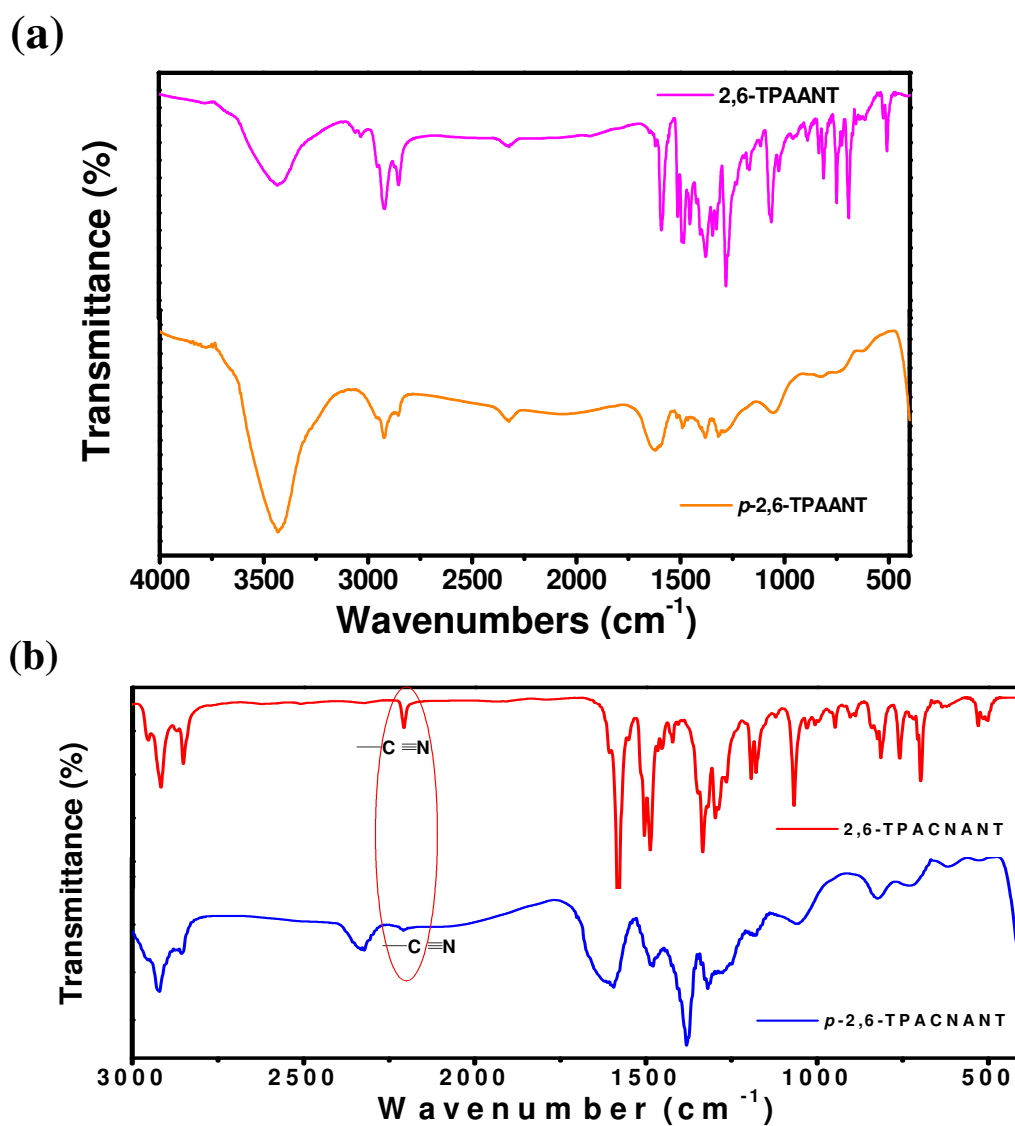 (a)
2,6-TPAANT
Transmittance (%)
p-2,6-TPAANT
4000 3500 3000 2500 2000 1500 1000 500
Wavenumbers (cm-1)
(b)
C≡N
Transmittance (%)
2,6-TPACNANT
C≡N
p-2,6-TPACNANT
3000 2500 2000 1500 1000 500
Wavenumber (cm-1)